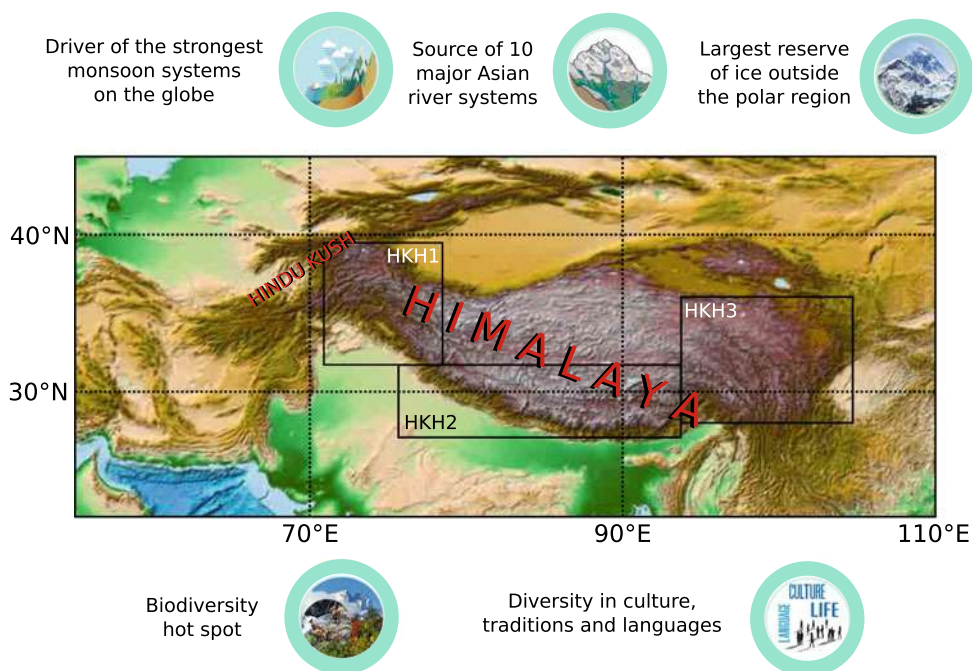 Driver of the strongest
monsoon systems
on the globe
Source of 10
major Asian
river systems
Largest reserve
of ice outside
the polar region
40°N
30°N
HINDU KUSH
HKH1
HIMALAYA
HKH3
HKH2
70°E
90°E
110°E
Biodiversity
hot spot
Diversity in culture,
traditions and languages
LANGUAGE
CULTURE
LIFE